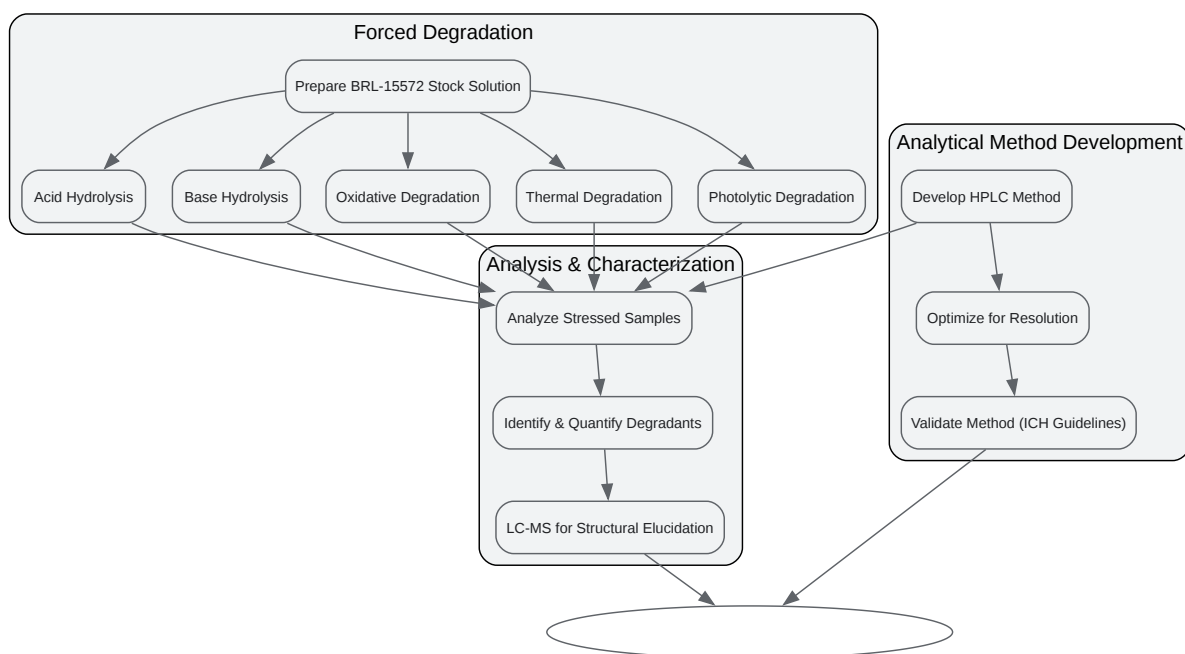 Forced Degradation
Prepare BRL-15572 Stock Solution
Analytical Method Development
Acid Hydrolysis
Base Hydrolysis
Oxidative Degradation
Thermal Degradation
Photolytic Degradation
Develop HPLC Method
Analysis & Characterization
Analyze Stressed Samples
Optimize for Resolution
Identify & Quantify Degradants
Validate Method (ICH Guidelines)
LC-MS for Structural Elucidation